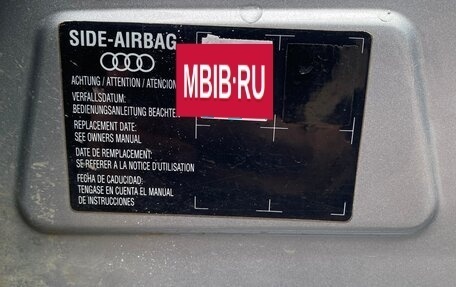 SIDE-AIRBAG
ACHTUNG / ATTENTION / ATENCION
VERFALLSDATUM:
BEDIENUNGSANLEITUNG BEACHTEN
MBIB·RU
REPLACEMENT DATE:
SEE OWNERS MANUAL
DATE DE REMPLACEMENT:
SE REFERER A LA NOTICE D'UTILISATION
FECHA DE CADUCIDAD:
TENGASE EN CUENTA EL MANUAL
DE INSTRUCCIONES